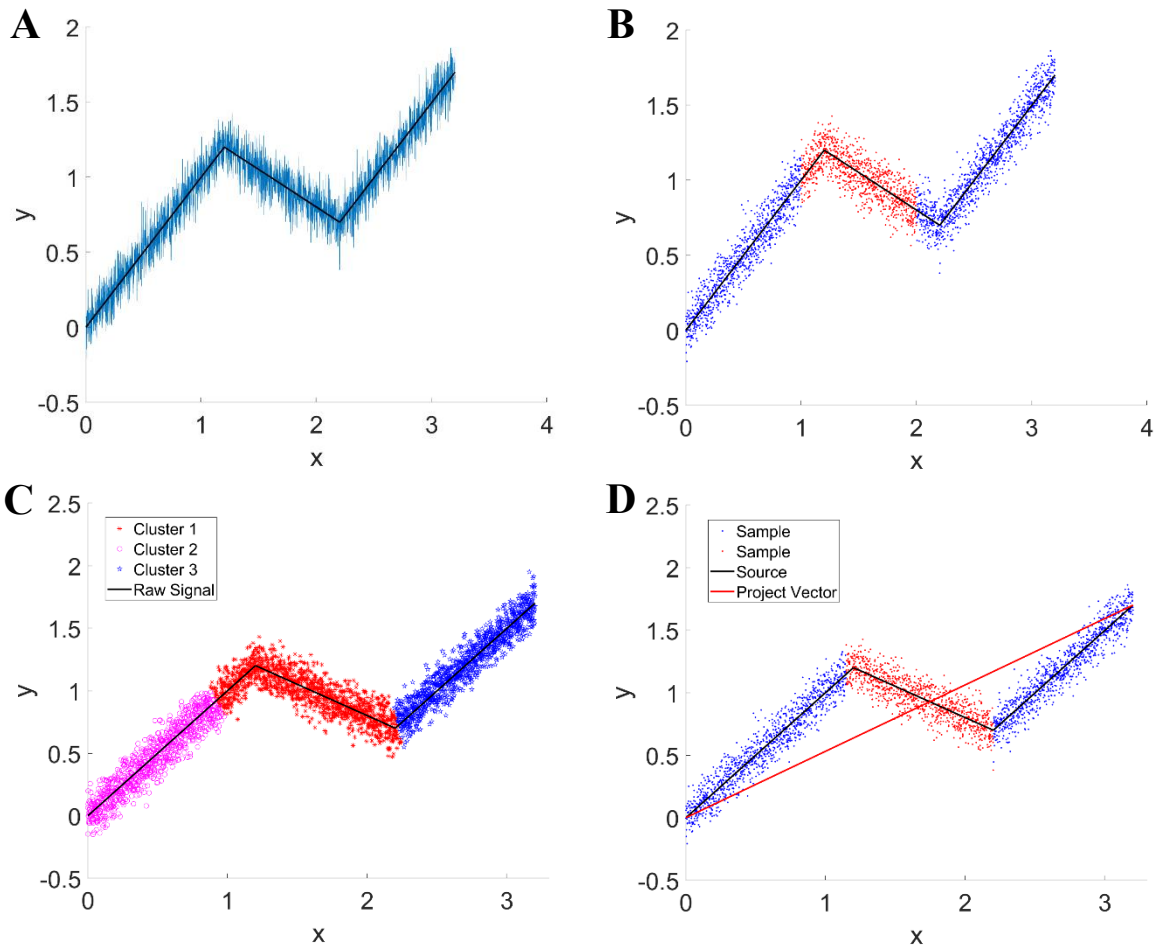 A
2
1.5
1
0.5
0
-0.5
y
0 1 2 3 4
x
B
2
1.5
1
0.5
0
-0.5
y
0 1 2 3 4
x
C
2.5
2
1.5
1
0.5
0
-0.5
y
Cluster 1
Cluster 2
Cluster 3
Raw Signal
0 1 2 3
x
D
2.5
2
1.5
1
0.5
0
-0.5
y
Sample
Sample
Source
Project Vector
0 1 2 3
x